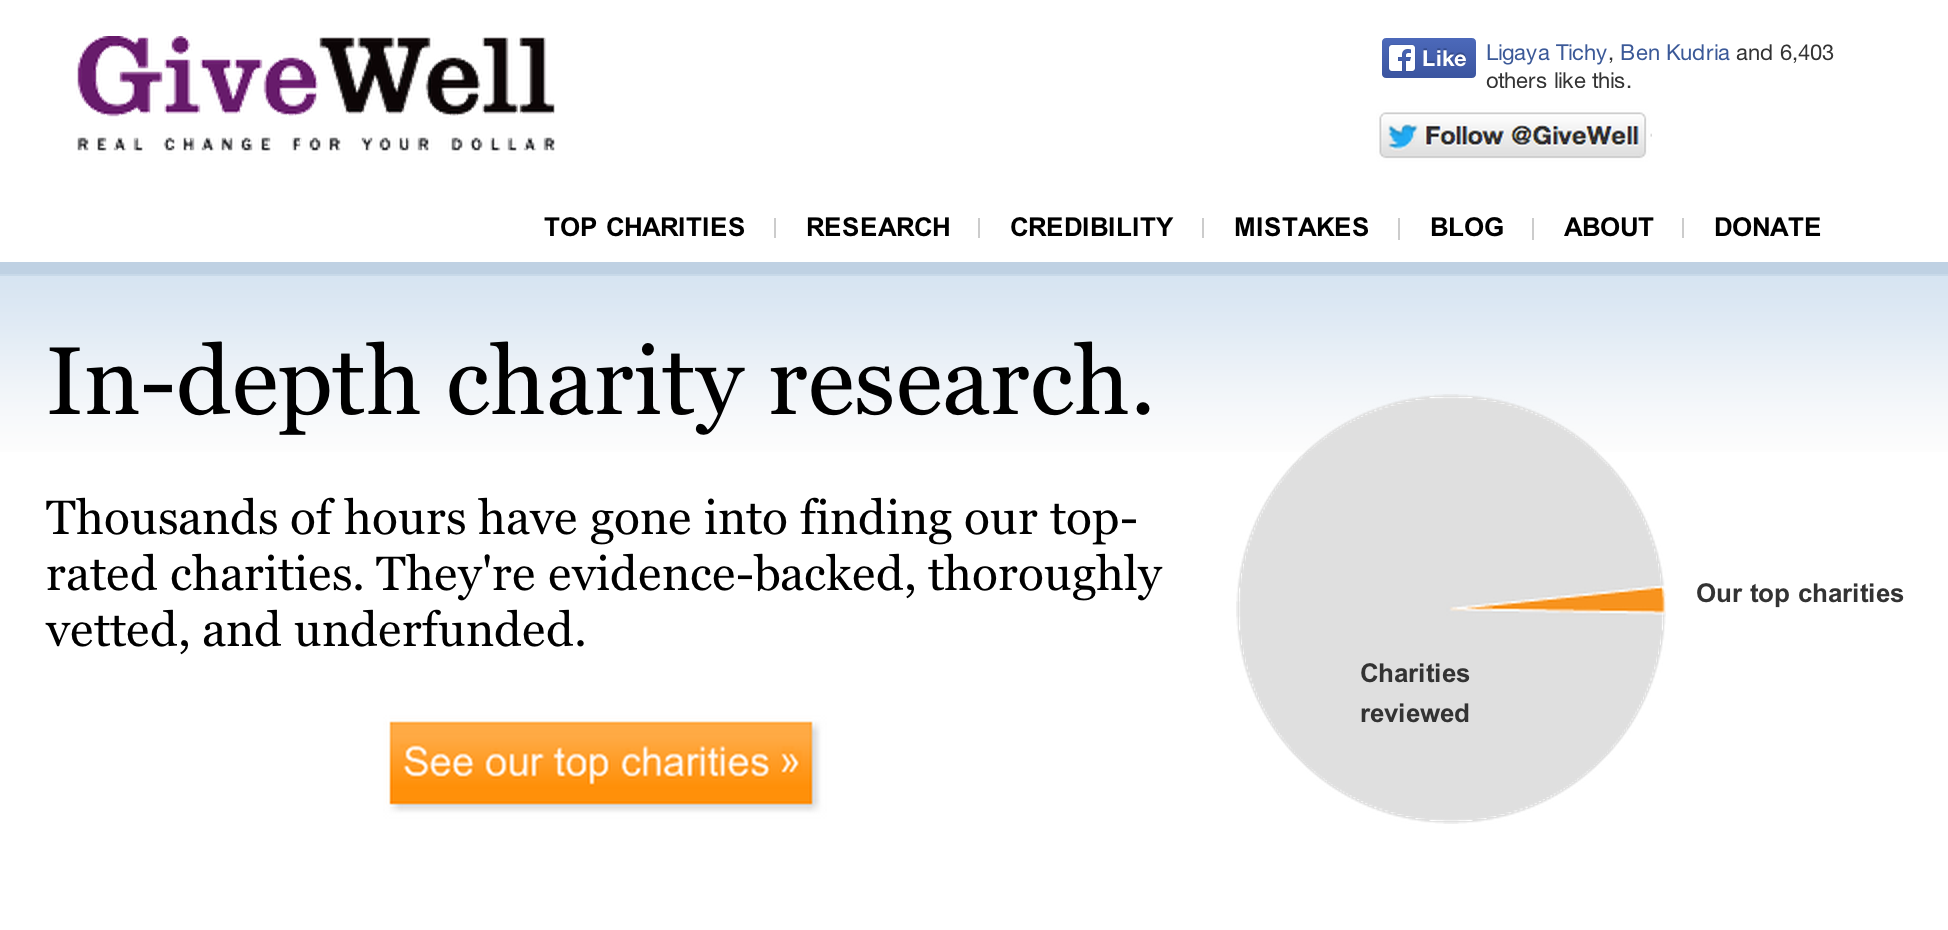 GiveWell
REAL CHANGE FOR YOUR DOLLAR
Like
Ligaya Tichy, Ben Kudria and 6,403
others like this.
Follow @GiveWell
TOP CHARITIES | RESEARCH | CREDIBILITY | MISTAKES | BLOG | ABOUT | DONATE
In-depth charity research.
Thousands of hours have gone into finding our top-
rated charities. They're evidence-backed, thoroughly
vetted, and underfunded.
See our top charities »
Our top charities
Charities
reviewed